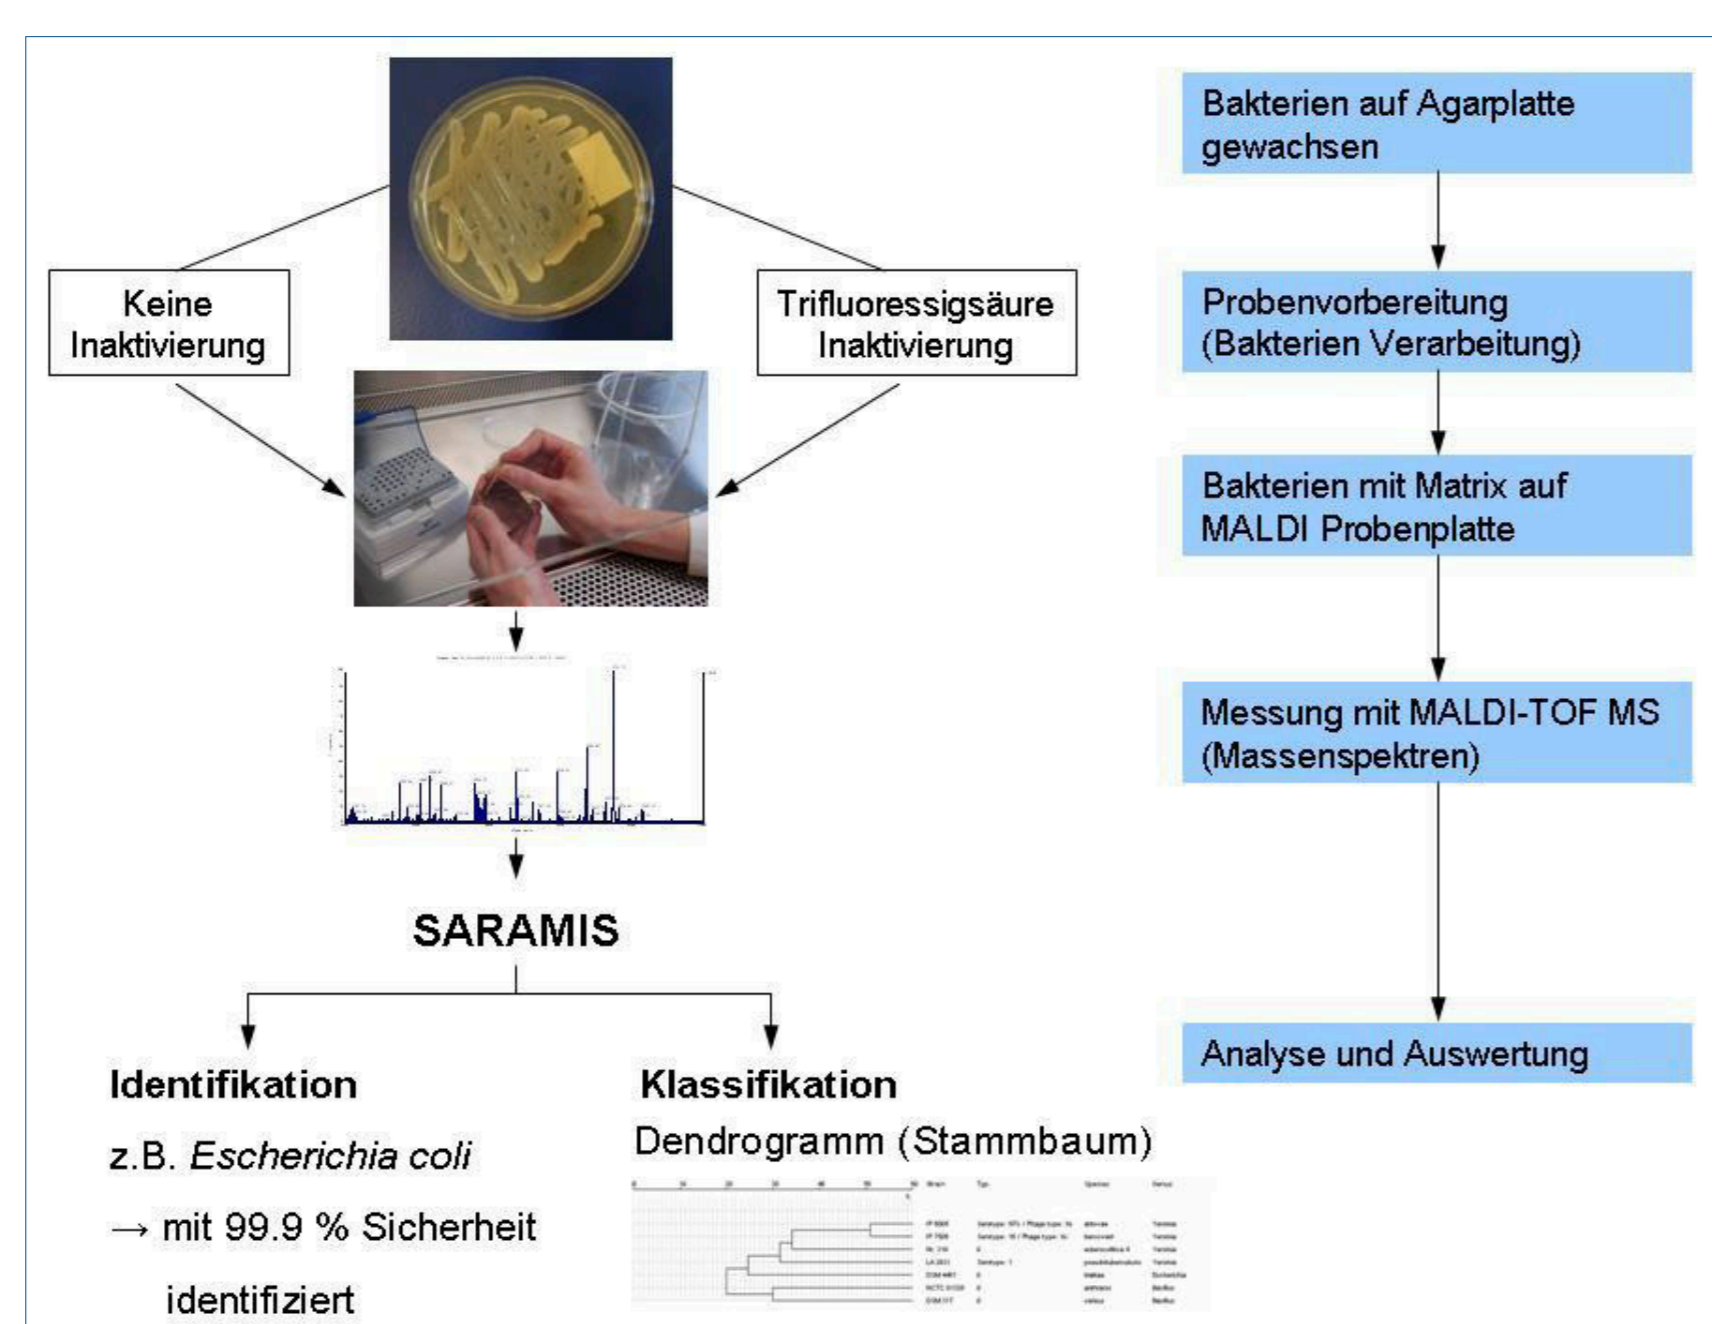 Keine
Inaktivierung
Trifluoressigsäure
Inaktivierung
SARAMIS
Identifikation
z.B. Escherichia coli
→ mit 99.9 % Sicherheit
identifiziert
Klassifikation
Dendrogramm (Stammbaum)
Bakterien auf Agarplatte
gewachsen
Probenvorbereitung
(Bakterien Verarbeitung)
Bakterien mit Matrix auf
MALDI Probenplatte
Messung mit MALDI-TOF MS
(Massenspektren)
Analyse und Auswertung